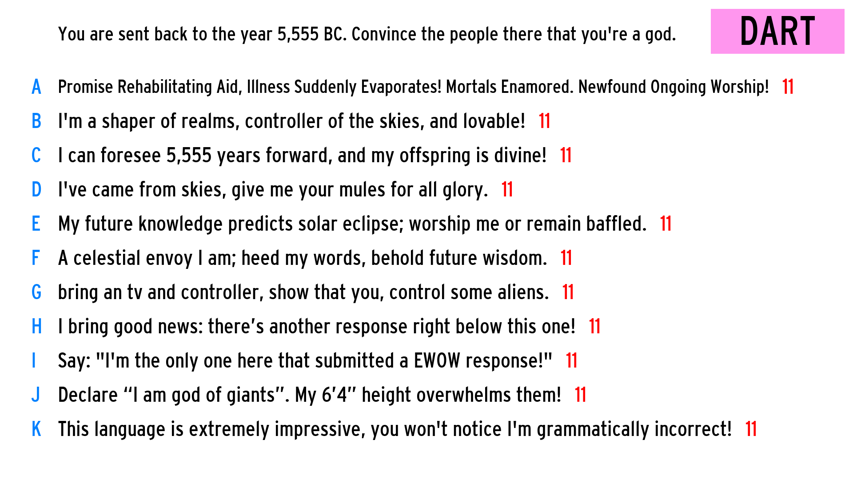 You are sent back to the year 5,555 BC. Convince the people there that you're a god.
DART
A Promise Rehabilitating Aid, Illness Suddenly Evaporates! Mortals Enamored. Newfound Ongoing Worship! 11
B I'm a shaper of realms, controller of the skies, and lovable! 11
C I can foresee 5,555 years forward, and my offspring is divine! 11
D I've came from skies, give me your mules for all glory. 11
E My future knowledge predicts solar eclipse; worship me or remain baffled. 11
F A celestial envoy I am; heed my words, behold future wisdom. 11
G bring an tv and controller, show that you, control some aliens. 11
H I bring good news: there’s another response right below this one! 11
I Say: "I'm the only one here that submitted a EWOW response!" 11
J Declare “I am god of giants”. My 6’4” height overwhelms them! 11
K This language is extremely impressive, you won't notice I'm grammatically incorrect! 11